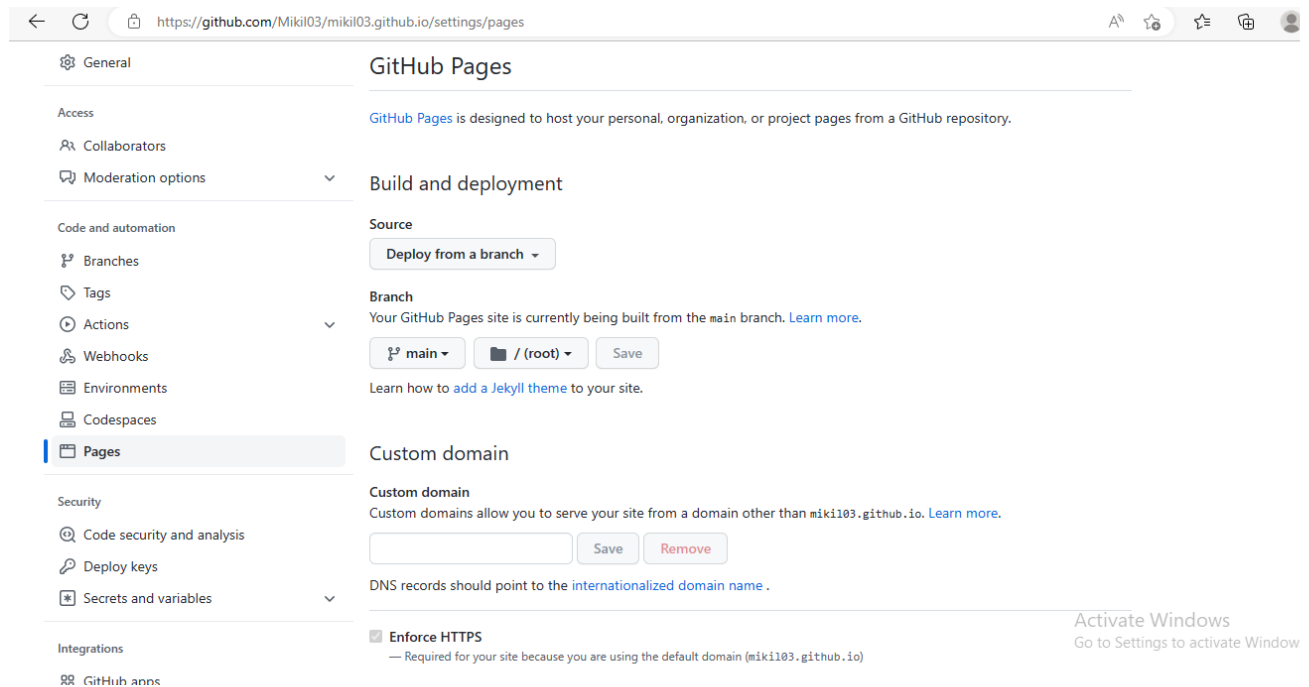 https://github.com/Mikil03/mikil03.github.io/settings/pages
General
Access
Collaborators
Moderation options
Code and automation
Branches
Tags
Actions
Webhooks
Environments
Codespaces
Pages
Security
Code security and analysis
Deploy keys
Secrets and variables
Integrations
GitHub apps
GitHub Pages
GitHub Pages is designed to host your personal, organization, or project pages from a GitHub repository.
Build and deployment
Source
Deploy from a branch
Branch
Your GitHub Pages site is currently being built from the main branch. Learn more.
main / (root) Save
Learn how to add a Jekyll theme to your site.
Custom domain
Custom domain
Custom domains allow you to serve your site from a domain other than mikil03.github.io. Learn more.
Save Remove
DNS records should point to the internationalized domain name .
Enforce HTTPS
— Required for your site because you are using the default domain (mikil03.github.io)
Activate Windows
Go to Settings to activate Window